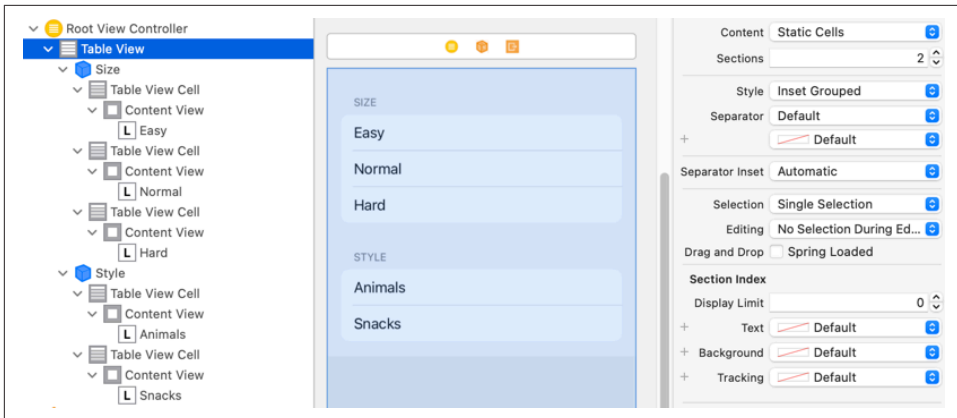 Root View Controller
Table View
Size
Table View Cell
Content View
L Easy
Table View Cell
Content View
L Normal
Table View Cell
Content View
L Hard
Style
Table View Cell
Content View
L Animals
Table View Cell
Content View
L Snacks
SIZE
Easy
Normal
Hard
STYLE
Animals
Snacks
Content Static Cells
Sections 2
Style Inset Grouped
Separator Default
+ Default
Separator Inset Automatic
Selection Single Selection
Editing No Selection During Ed...
Drag and Drop Spring Loaded
Section Index
Display Limit 0
+ Text Default
+ Background Default
+ Tracking Default